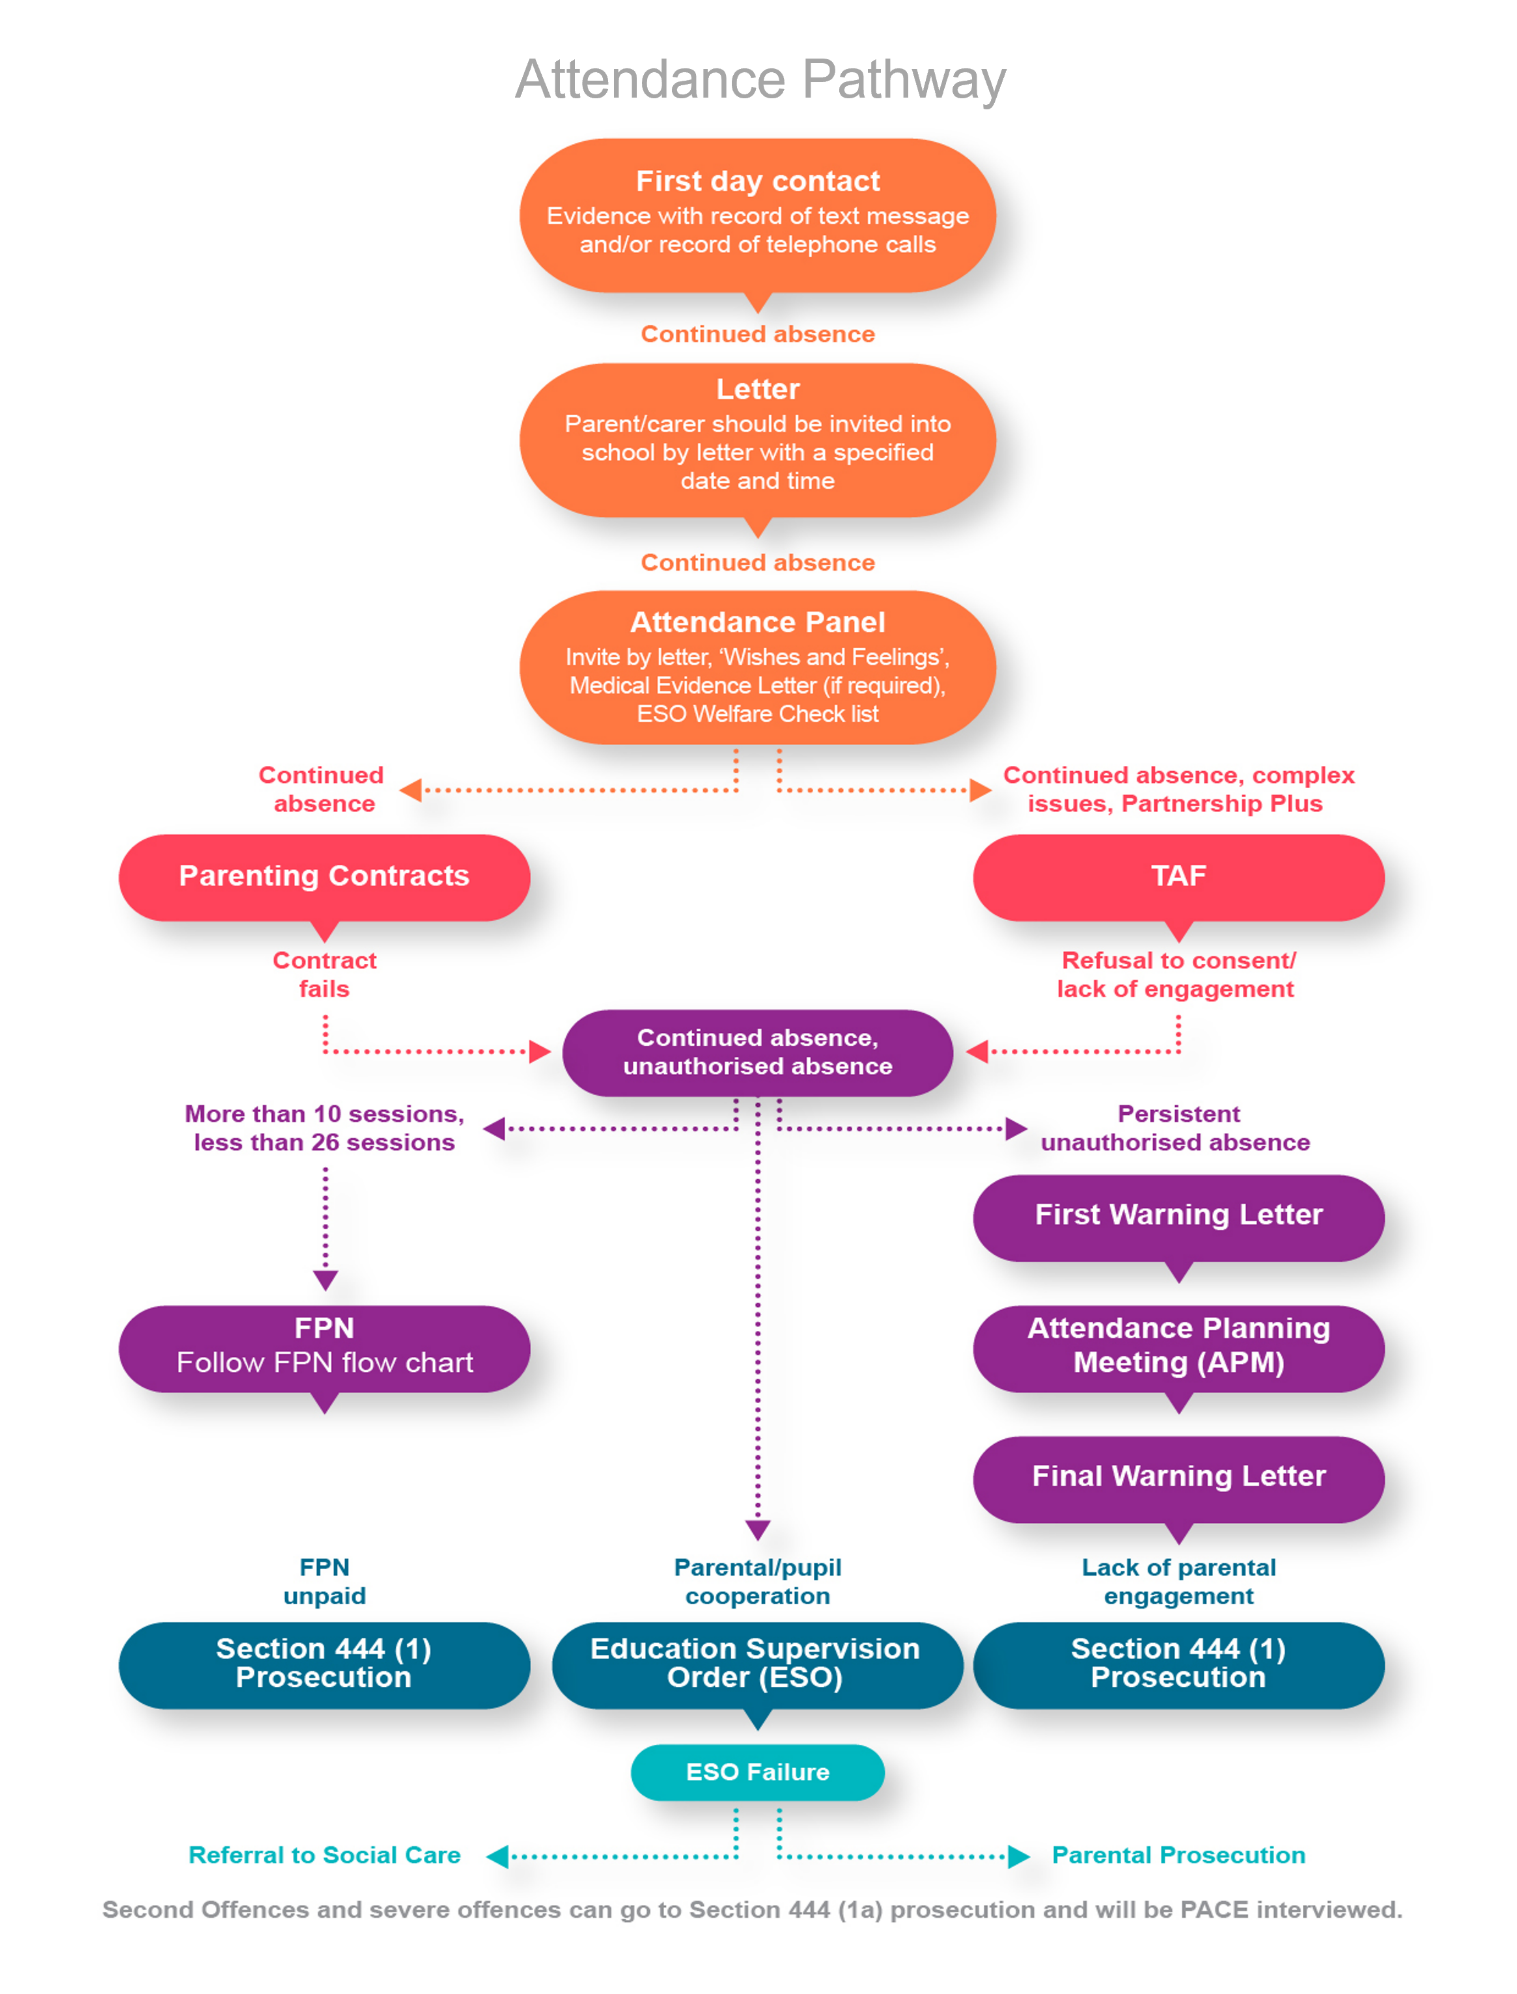 Attendance Pathway
First day contact
Evidence with record of text message
and/or record of telephone calls
Continued absence
Letter
Parent/carer should be invited into
school by letter with a specified
date and time
Continued absence
Attendance Panel
Invite by letter, ‘Wishes and Feelings’,
Medical Evidence Letter (if required),
ESO Welfare Check list
Continued
absence
Continued absence, complex
issues, Partnership Plus
Parenting Contracts
TAF
Contract
fails
Refusal to consent/
lack of engagement
Continued absence,
unauthorised absence
More than 10 sessions,
less than 26 sessions
Persistent
unauthorised absence
First Warning Letter
FPN
Follow FPN flow chart
Attendance Planning
Meeting (APM)
Final Warning Letter
FPN
unpaid
Parental/pupil
cooperation
Lack of parental
engagement
Section 444 (1)
Prosecution
Education Supervision
Order (ESO)
Section 444 (1)
Prosecution
ESO Failure
Referral to Social Care
Parental Prosecution
Second Offences and severe offences can go to Section 444 (1a) prosecution and will be PACE interviewed.